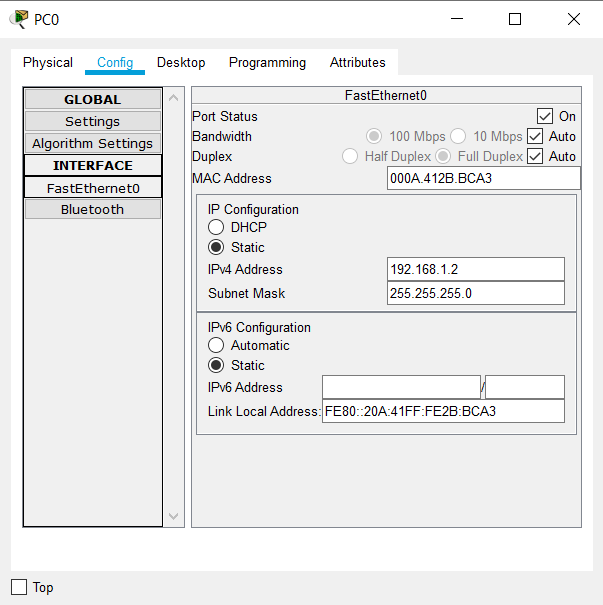 PC0
Physical Config Desktop Programming Attributes
GLOBAL
Settings
Algorithm Settings
INTERFACE
FastEthernet0
Bluetooth
FastEthernet0
Port Status On
Bandwidth 100 Mbps 10 Mbps Auto
Duplex Half Duplex Full Duplex Auto
MAC Address 000A.412B.BCA3
IP Configuration
DHCP
Static
IPv4 Address 192.168.1.2
Subnet Mask 255.255.255.0
IPv6 Configuration
Automatic
Static
IPv6 Address /
Link Local Address: FE80::20A:41FF:FE2B:BCA3
Top